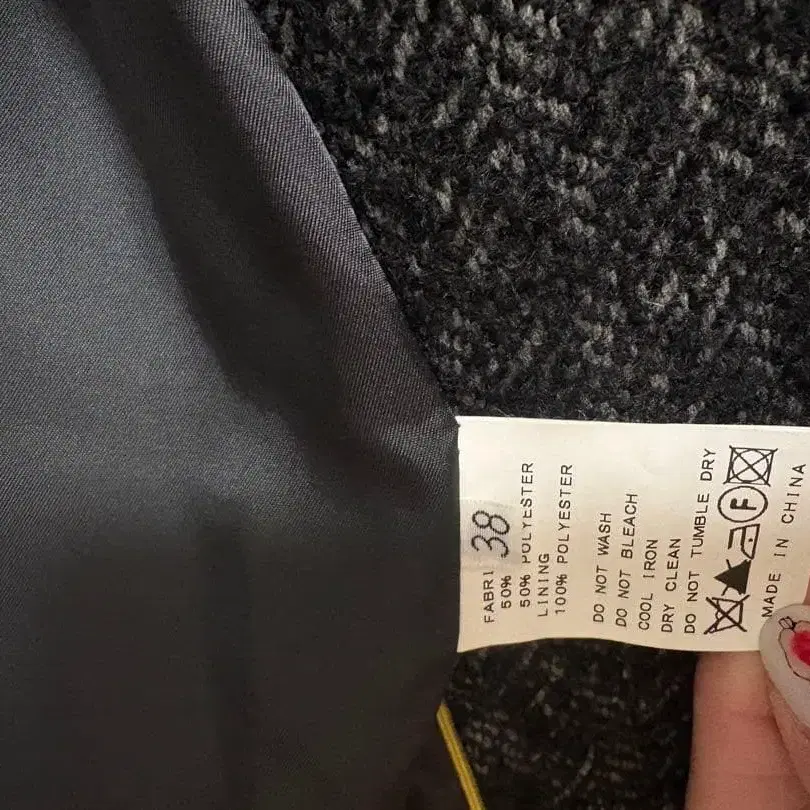 FABRI
38
50%
50% POLYESTER
LINING
100% POLYESTER
DO NOT WASH
DO NOT BLEACH
COOL IRON
DRY CLEAN
DO NOT TUMBLE DRY
F
MADE IN CHINA